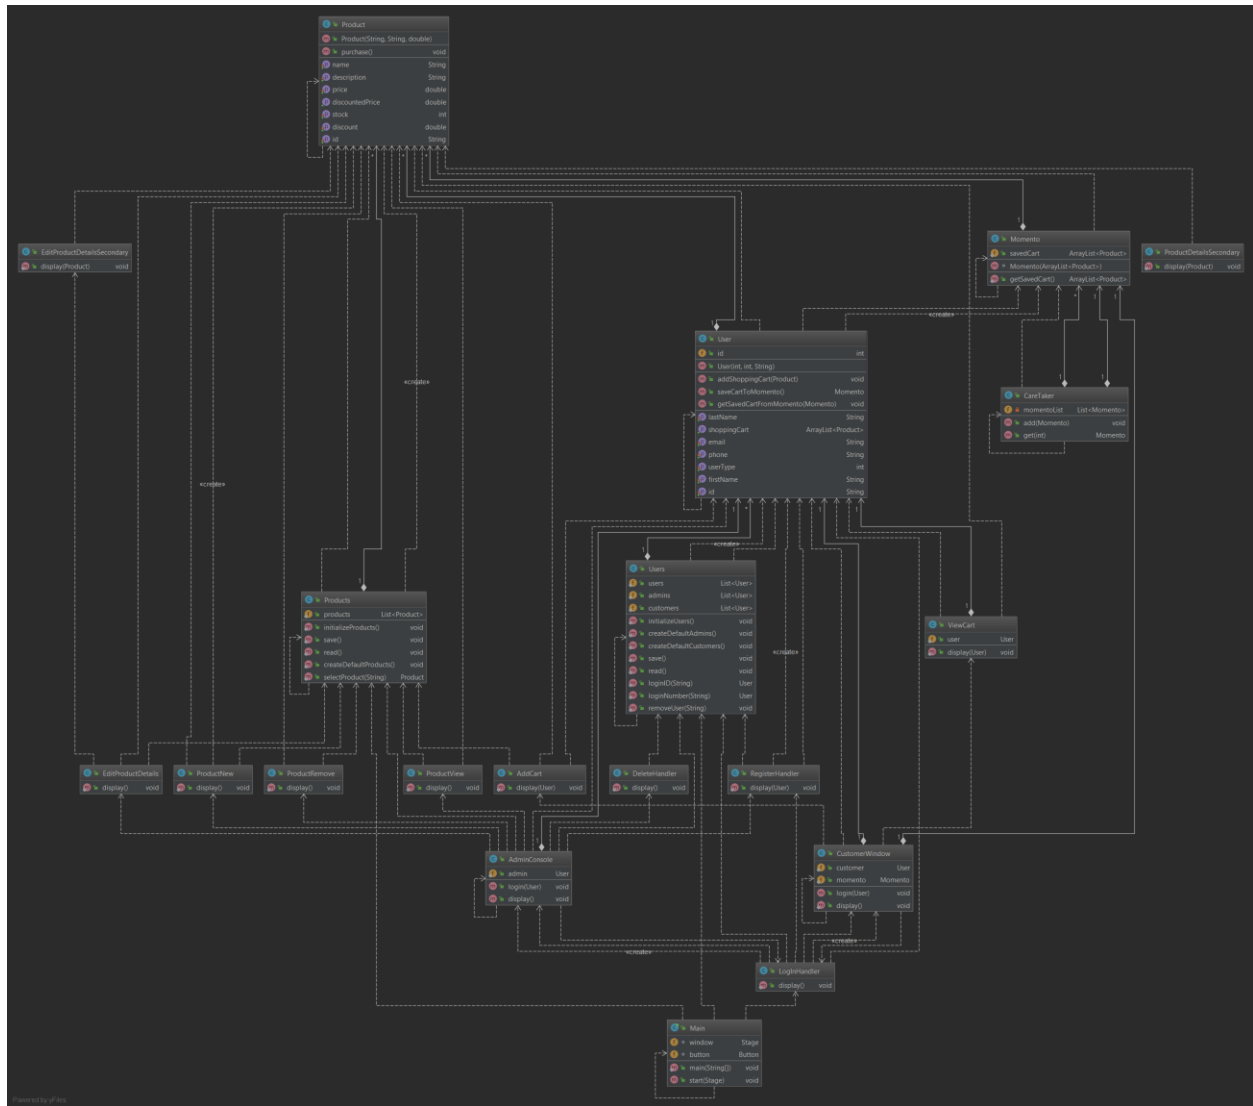 Product
Product(String, String, double)
purchase() void
name String
description String
price double
discountedPrice double
stock int
discount double
id String
EditProductDetailsSecondary
display(Product) void
Momento
savedCart ArrayList<Product>
Momento(ArrayList<Product>)
getSavedCart() ArrayList<Product>
ProductDetailsSecondary
display(Product) void
«create»
User
id int
User(int, int, String)
addShoppingCart(Product) void
saveCartToMomento() Momento
getSavedCartFromMomento(Momento) void
lastName String
shoppingCart ArrayList<Product>
email String
phone String
userType int
firstName String
id String
«create»
CareTaker
momentoList List<Momento>
add(Momento) void
get(int) Momento
«create»
«create»
Users
users List<User>
admins List<User>
customers List<User>
initializeUsers() void
createDefaultAdmins() void
createDefaultCustomers() void
save() void
read() void
loginID(String) User
loginNumber(String) User
removeUser(String) void
Products
products List<Product>
initializeProducts() void
save() void
read() void
createDefaultProducts() void
selectProduct(String) Product
ViewCart
user User
display(User) void
«create»
EditProductDetails
display() void
ProductNew
display() void
ProductRemove
display() void
ProductView
display() void
AddCart
display(User) void
DeleteHandler
display() void
RegisterHandler
display(User) void
AdminConsole
admin User
login(User) void
display() void
CustomerWindow
customer User
momento Momento
login(User) void
display() void
«create»
«create»
LogInHandler
display() void
Main
window Stage
button Button
main(String[]) void
start(Stage) void
Powered by yFiles